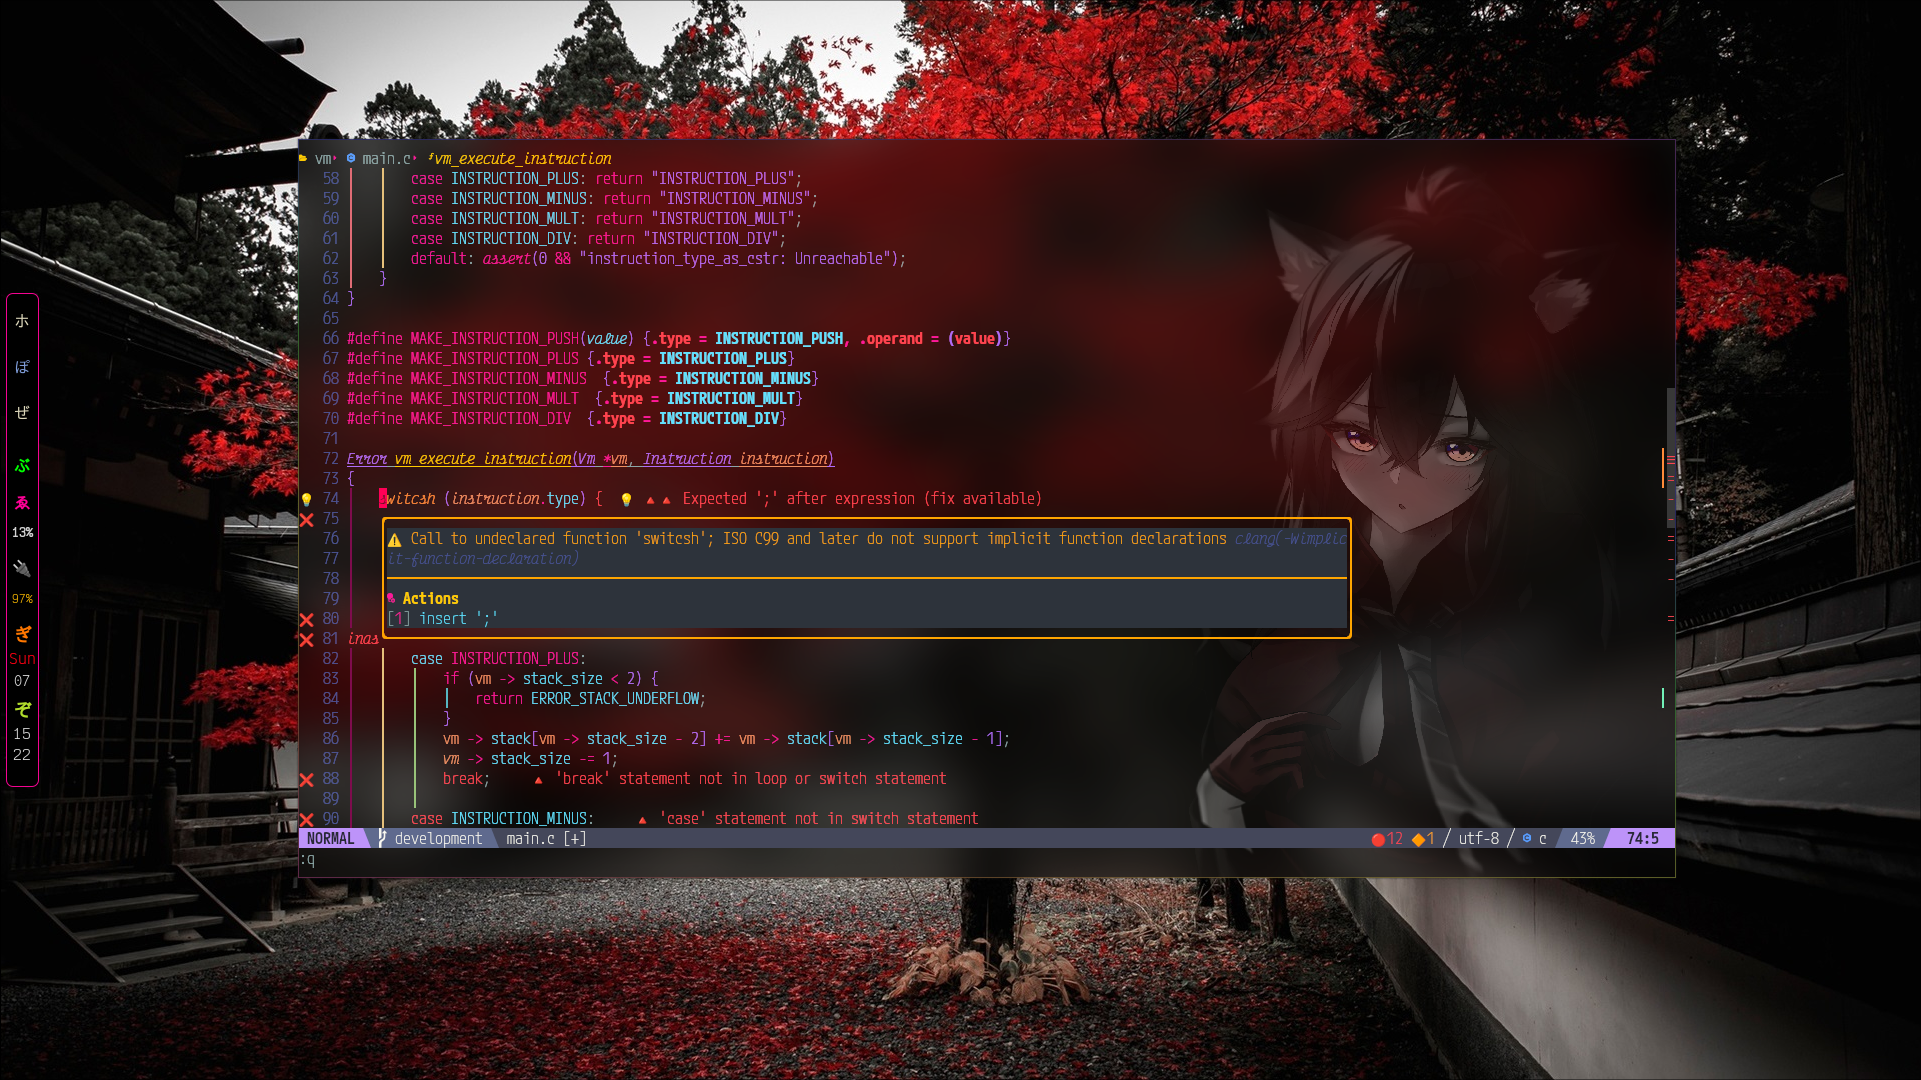 vm main.c vm_execute_instruction
58 case INSTRUCTION_PLUS: return "INSTRUCTION_PLUS";
59 case INSTRUCTION_MINUS: return "INSTRUCTION_MINUS";
60 case INSTRUCTION_MULT: return "INSTRUCTION_MULT";
61 case INSTRUCTION_DIV: return "INSTRUCTION_DIV";
62 default: assert(0 && "instruction_type_as_cstr: Unreachable");
63 }
64 }
65
66 #define MAKE_INSTRUCTION_PUSH(value) {.type = INSTRUCTION_PUSH, .operand = (value)}
67 #define MAKE_INSTRUCTION_PLUS {.type = INSTRUCTION_PLUS}
68 #define MAKE_INSTRUCTION_MINUS {.type = INSTRUCTION_MINUS}
69 #define MAKE_INSTRUCTION_MULT {.type = INSTRUCTION_MULT}
70 #define MAKE_INSTRUCTION_DIV {.type = INSTRUCTION_DIV}
71
72 Error vm_execute_instruction(Vm *vm, Instruction instruction)
73 {
74 switcsh (instruction.type) { Expected ';' after expression (fix available)
75
76 Call to undeclared function 'switcsh'; ISO C99 and later do not support implicit function declarations clang(-Wimplic
77 it-function-declaration)
78
79 Actions
80 [1] insert ';'
81 inas
82 case INSTRUCTION_PLUS:
83 if (vm -> stack_size < 2) {
84 return ERROR_STACK_UNDERFLOW;
85 }
86 vm -> stack[vm -> stack_size - 2] += vm -> stack[vm -> stack_size - 1];
87 vm -> stack_size -= 1;
88 break; 'break' statement not in loop or switch statement
89
90 case INSTRUCTION_MINUS: 'case' statement not in switch statement
NORMAL development main.c [+] 12 1 / utf-8 / c 43% 74:5
:q
ホ
ぽ
ぜ
ぶ
ゑ
13%
97%
ぎ
Sun
07
ぞ
15
22